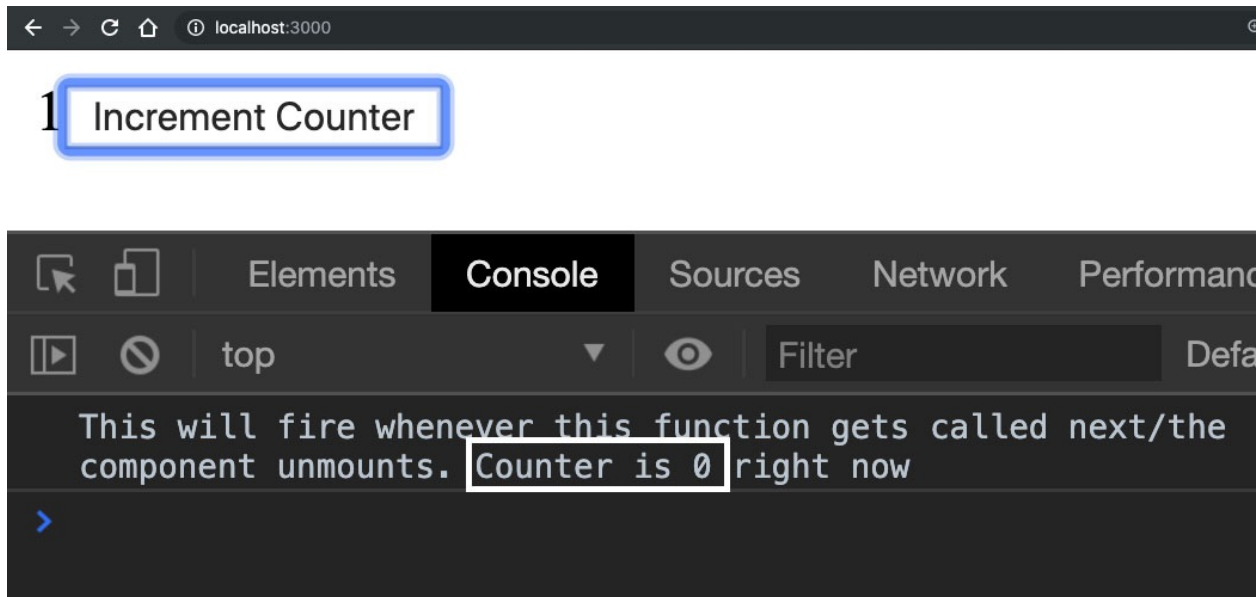 localhost:3000
1 Increment Counter
Elements Console Sources Network Performanc
top Filter Defa
This will fire whenever this function gets called next/the
component unmounts. Counter is 0 right now